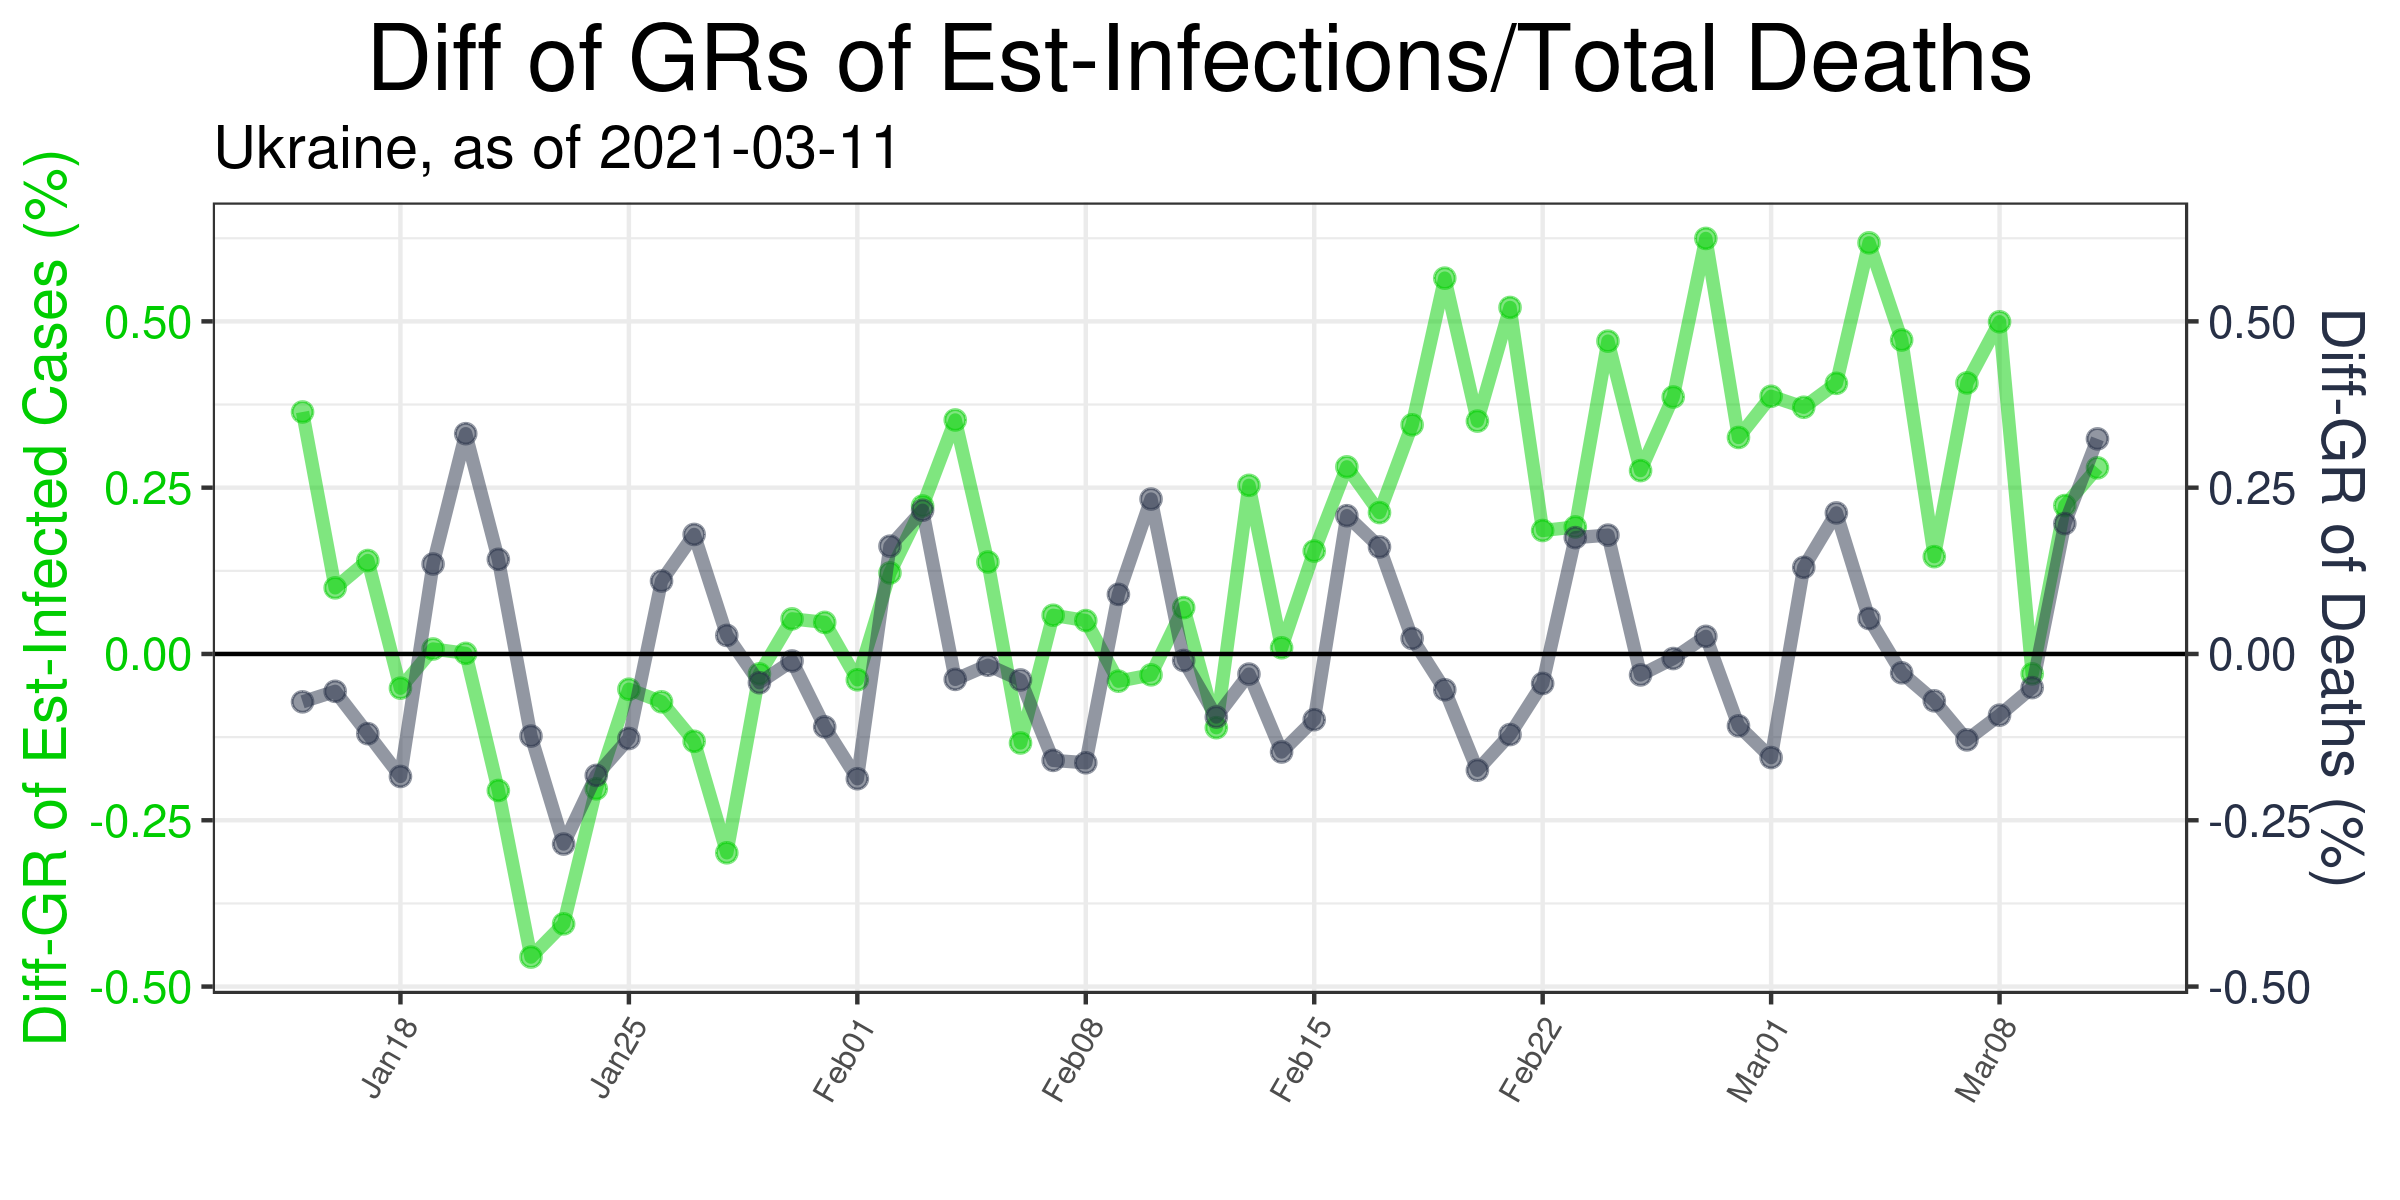 Diff of GRs of Est-Infections/Total Deaths
Ukraine, as of 2021-03-11
Diff-GR of Est-Infected Cases (%)
0.50
0.25
0.00
-0.25
-0.50
0.50
0.25
0.00
-0.25
-0.50
Diff-GR of Deaths (%)
Jan18
Jan25
Feb01
Feb08
Feb15
Feb22
Mar01
Mar08